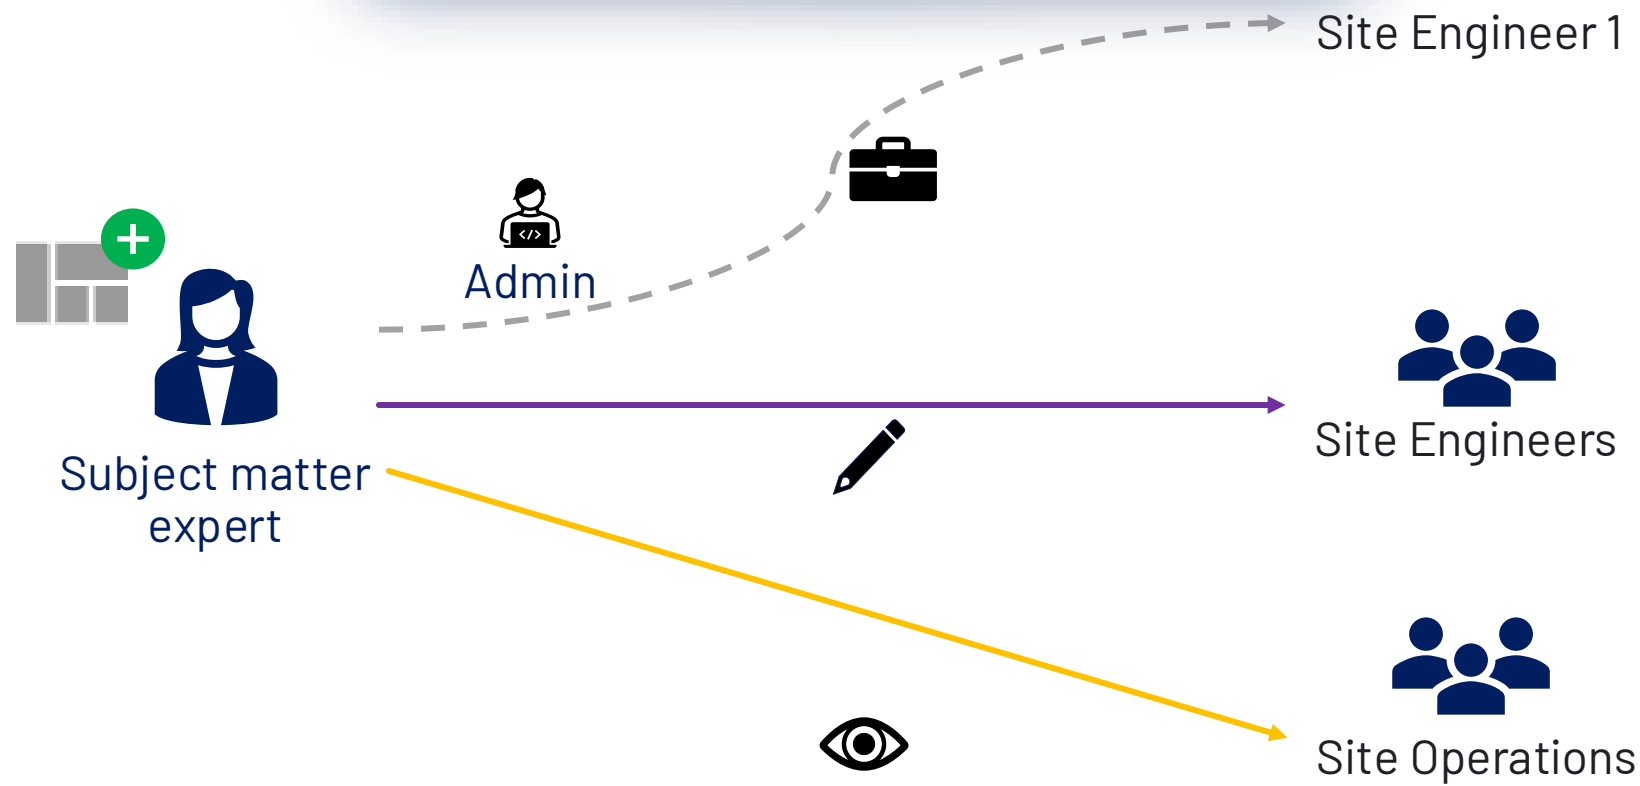 Site Engineer 1
</>
Admin
Site Engineers
Subject matter
expert
Site Operations